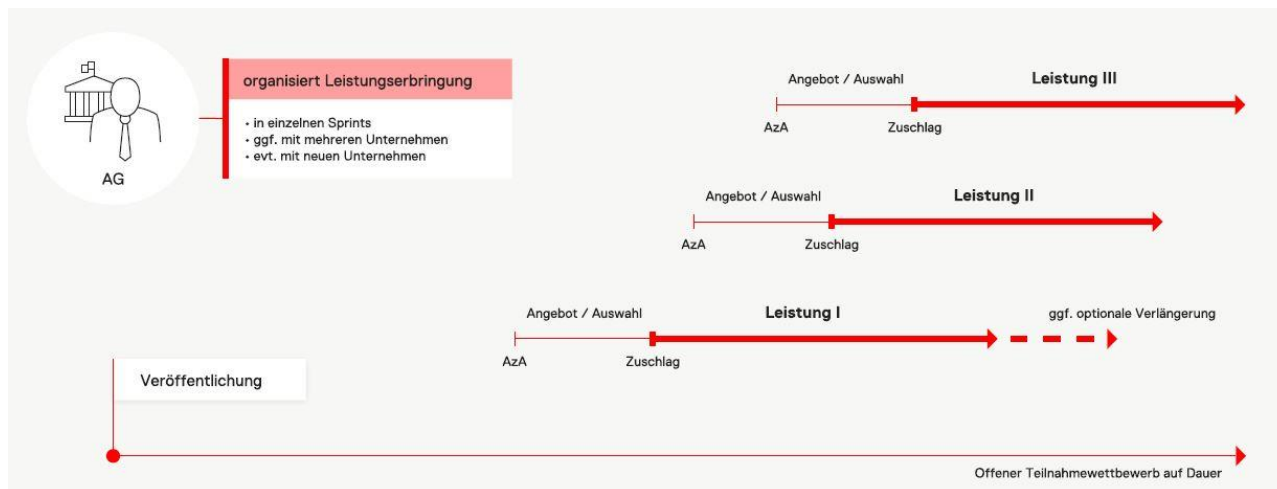 organisiert Leistungserbringung
• in einzelnen Sprints
• ggf. mit mehreren Unternehmen
• evt. mit neuen Unternehmen
AG
Angebot / Auswahl
Leistung III
AzA
Zuschlag
Angebot / Auswahl
Leistung II
AzA
Zuschlag
Angebot / Auswahl
Leistung I
ggf. optionale Verlängerung
AzA
Zuschlag
Veröffentlichung
Offener Teilnahmewettbewerb auf Dauer